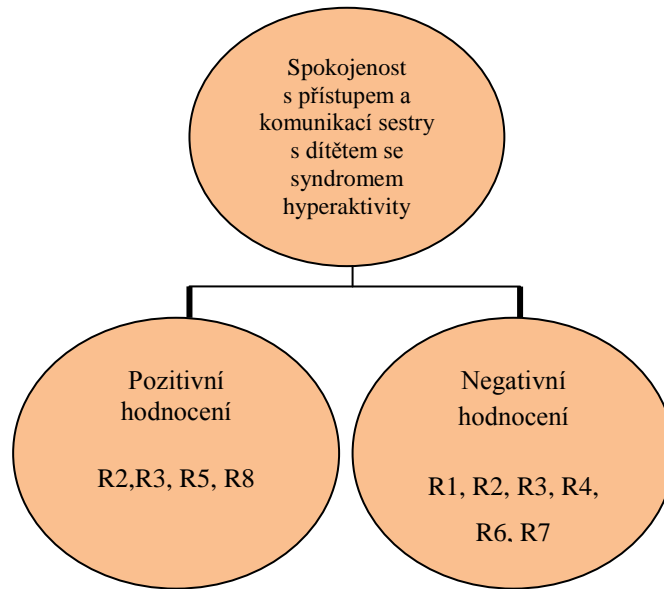 Spokojenost
s přístupem a
komunikací sestry
s dítětem se
syndromem
hyperaktivity
Pozitivní
hodnocení
R2,R3, R5, R8
Negativní
hodnocení
R1, R2, R3, R4,
R6, R7